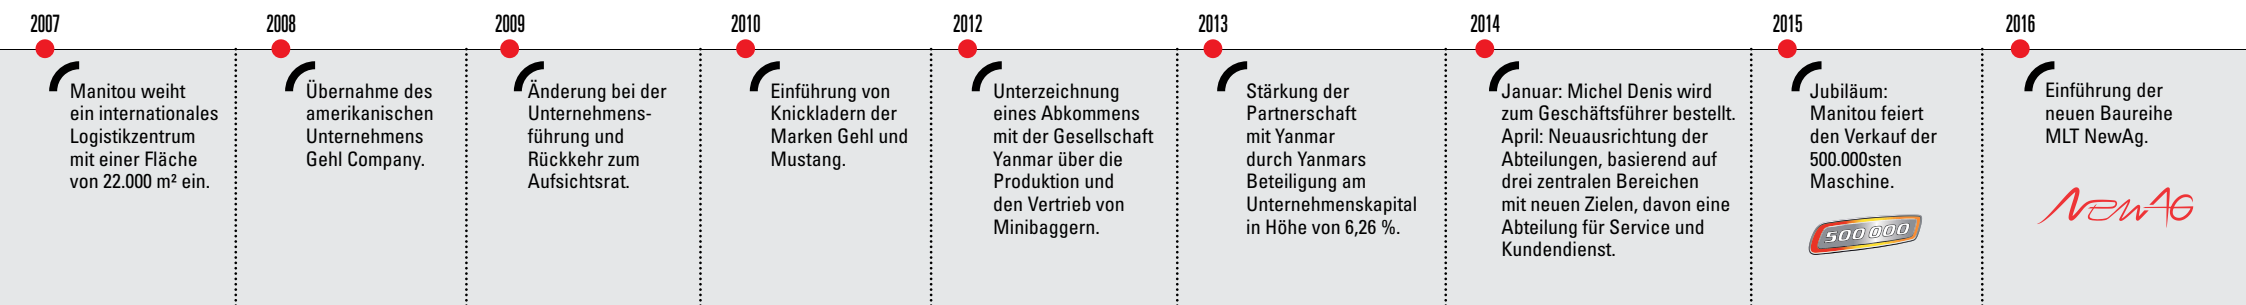 2007
Manitou weiht
ein internationales
Logistikzentrum
mit einer Fläche
von 22.000 m² ein.
2008
Übernahme des
amerikanischen
Unternehmens
Gehl Company.
2009
Änderung bei der
Unternehmens-
führung und
Rückkehr zum
Aufsichtsrat.
2010
Einführung von
Knickladern der
Marken Gehl und
Mustang.
2012
Unterzeichnung
eines Abkommens
mit der Gesellschaft
Yanmar über die
Produktion und
den Vertrieb von
Minibaggern.
2013
Stärkung der
Partnerschaft
mit Yanmar
durch Yanmars
Beteiligung am
Unternehmenskapital
in Höhe von 6,26 %.
2014
Januar: Michel Denis wird
zum Geschäftsführer bestellt.
April: Neuausrichtung der
Abteilungen, basierend auf
drei zentralen Bereichen
mit neuen Zielen, davon eine
Abteilung für Service und
Kundendienst.
2015
Jubiläum:
Manitou feiert
den Verkauf der
500.000sten
Maschine.
500 000
2016
Einführung der
neuen Baureihe
MLT NewAg.
NEWAG